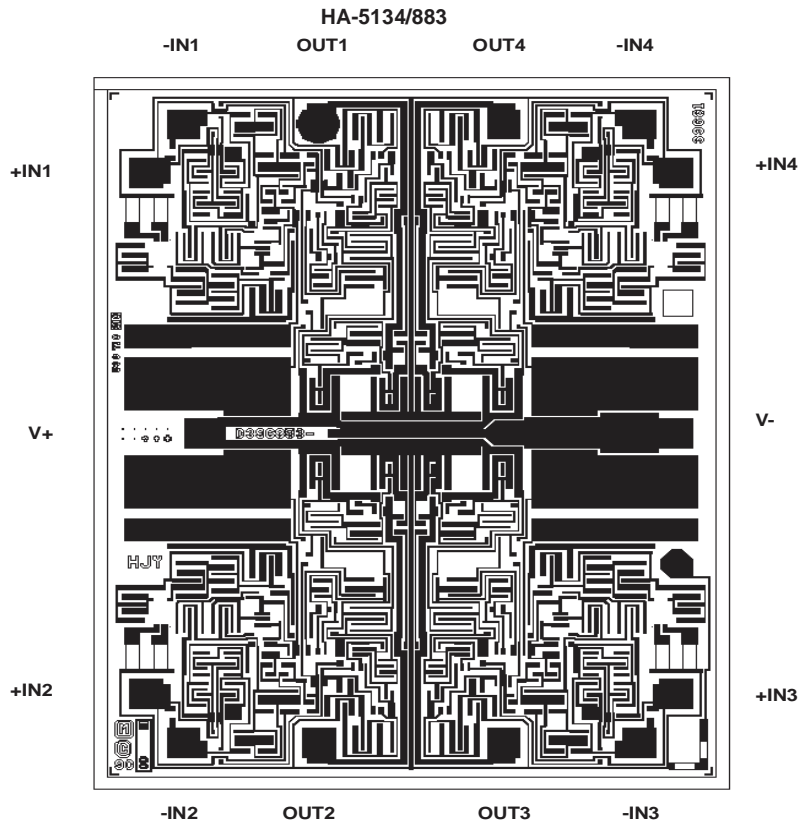 HA-5134/883
-IN1 OUT1 OUT4 -IN4
+IN1 +IN4
V+ V-
HJY
+IN2 +IN3
-IN2 OUT2 OUT3 -IN3